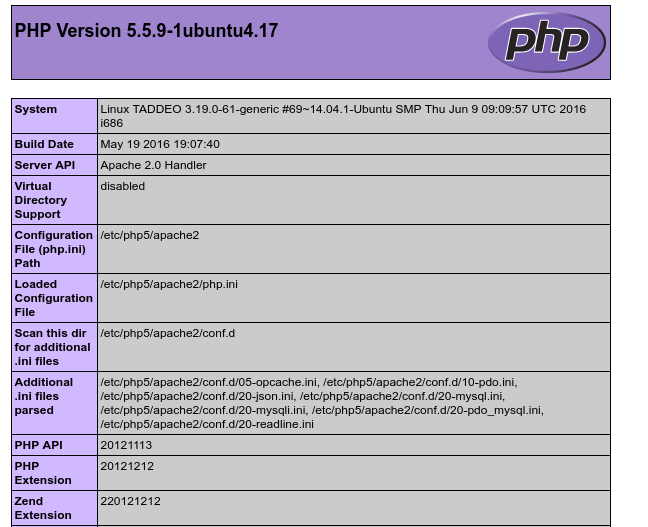 PHP Version 5.5.9-1ubuntu4.17
php
System
Linux TADDEO 3.19.0-61-generic #69~14.04.1-Ubuntu SMP Thu Jun 9 09:09:57 UTC 2016
i686
Build Date
May 19 2016 19:07:40
Server API
Apache 2.0 Handler
Virtual
Directory
Support
disabled
Configuration
File (php.ini)
Path
/etc/php5/apache2
Loaded
Configuration
File
/etc/php5/apache2/php.ini
Scan this dir
for additional
.ini files
/etc/php5/apache2/conf.d
Additional
.ini files
parsed
/etc/php5/apache2/conf.d/05-opcache.ini, /etc/php5/apache2/conf.d/10-pdo.ini,
/etc/php5/apache2/conf.d/20-json.ini, /etc/php5/apache2/conf.d/20-mysql.ini,
/etc/php5/apache2/conf.d/20-mysqli.ini, /etc/php5/apache2/conf.d/20-pdo_mysql.ini,
/etc/php5/apache2/conf.d/20-readline.ini
PHP API
20121113
PHP
Extension
20121212
Zend
Extension
220121212